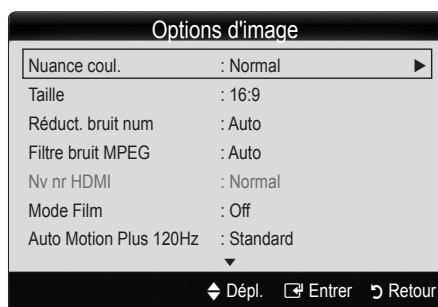 Options d'image
Nuance coul. : Normal
Taille : 16:9
Réduct. bruit num : Auto
Filtre bruit MPEG : Auto
Nv nr HDMI : Normal
Mode Film : Off
Auto Motion Plus 120Hz : Standard
Dépl. Entrer Retour